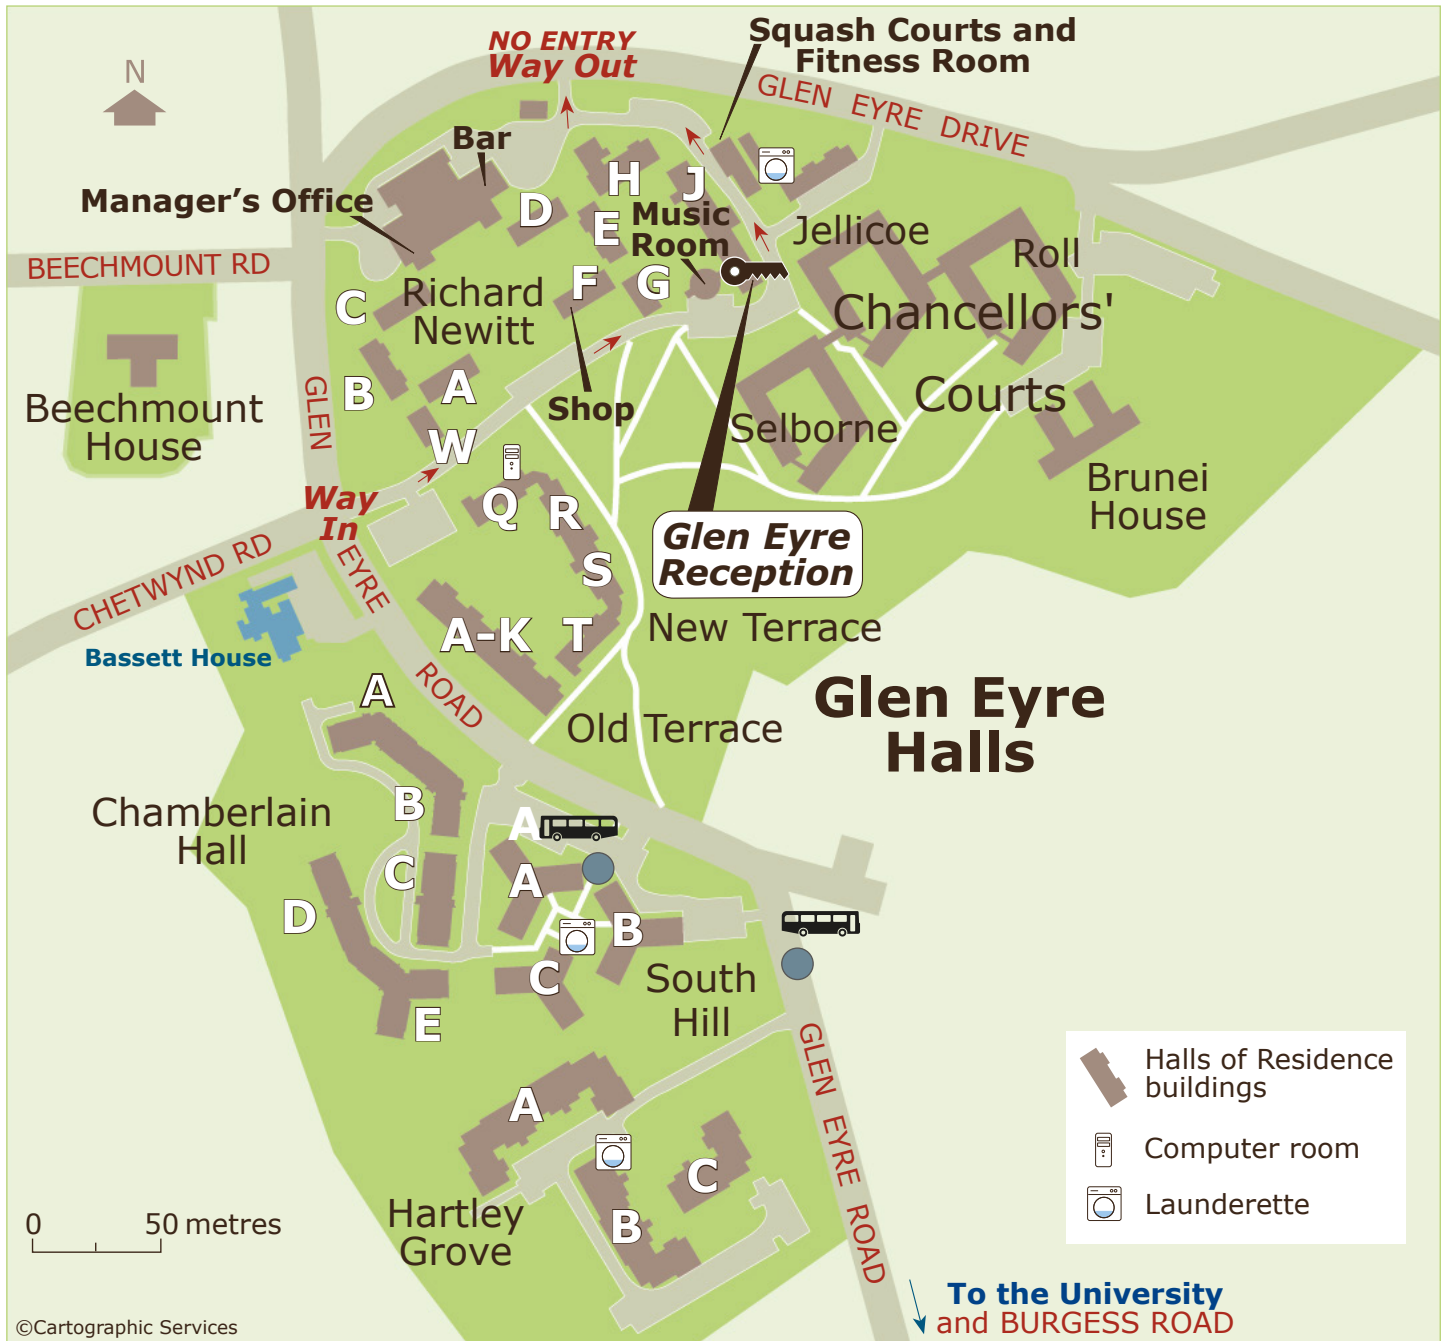 NO ENTRY
Way Out
Squash Courts and
Fitness Room
N
GLEN EYRE DRIVE
Bar
Manager's Office
H
J
D
E
Music
Room
Jellicoe
Roll
BEECHMOUNT RD
C
Richard
Newitt
F
G
Chancellors'
Courts
B
A
Shop
Selborne
Beechmount
House
GLEN
W
Brunei
House
Way
In
Q
R
Glen Eyre
Reception
CHETWYND RD
EYRE
S
Bassett House
A-K
T
New Terrace
A
ROAD
Old Terrace
Glen Eyre
Halls
Chamberlain
Hall
B
A
C
A
D
B
C
South
Hill
E
GLEN EYRE ROAD
A
C
B
Hartley
Grove
Halls of Residence
buildings
Computer room
Launderette
0 50 metres
To the University
and BURGESS ROAD
©Cartographic Services